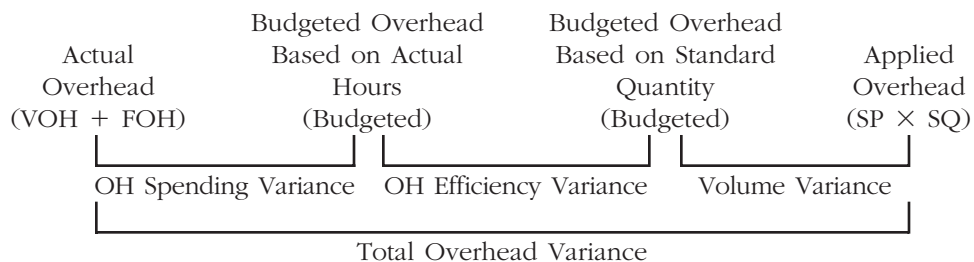 Budgeted Overhead Budgeted Overhead
Actual Based on Actual Based on Standard Applied
Overhead Hours Quantity Overhead
(VOH + FOH) (Budgeted) (Budgeted) (SP × SQ)
OH Spending Variance OH Efficiency Variance Volume Variance
Total Overhead Variance